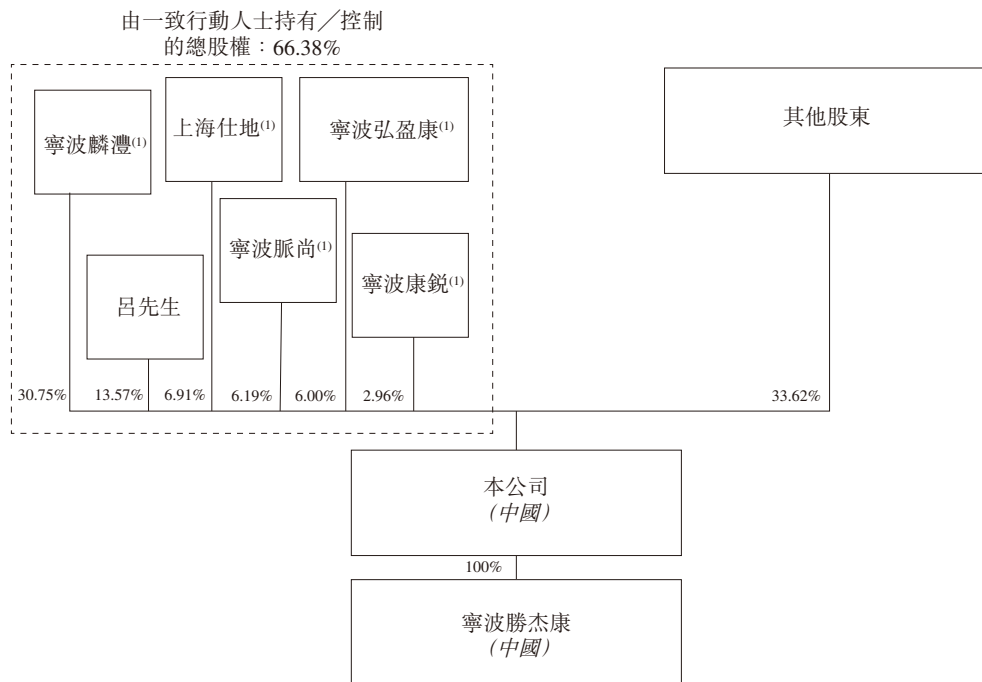 由一致行動人士持有／控制
的總股權：66.38%
寧波麟灃(1)
上海仕地(1)
寧波弘盈康(1)
其他股東
呂先生
寧波脈尚(1)
寧波康銳(1)
30.75%
13.57%
6.91%
6.19%
6.00%
2.96%
33.62%
本公司
（中國）
100%
寧波勝杰康
（中國）